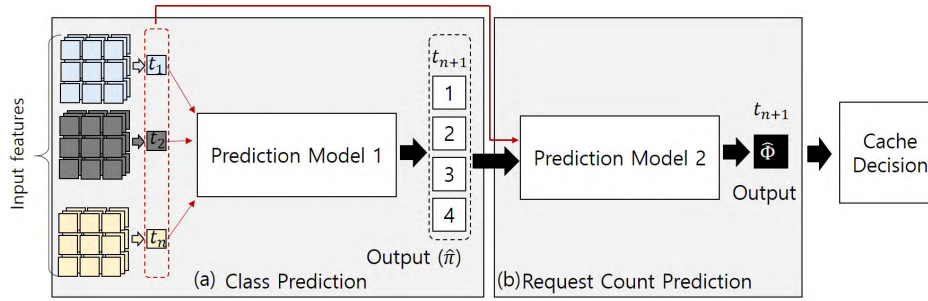 Input features
t₁
t₂
tₙ
Prediction Model 1
tₙ₊₁
1
2
3
4
Output (π̂)
(a) Class Prediction
Prediction Model 2
tₙ₊₁
Φ̂
Output
(b) Request Count Prediction
Cache
Decision